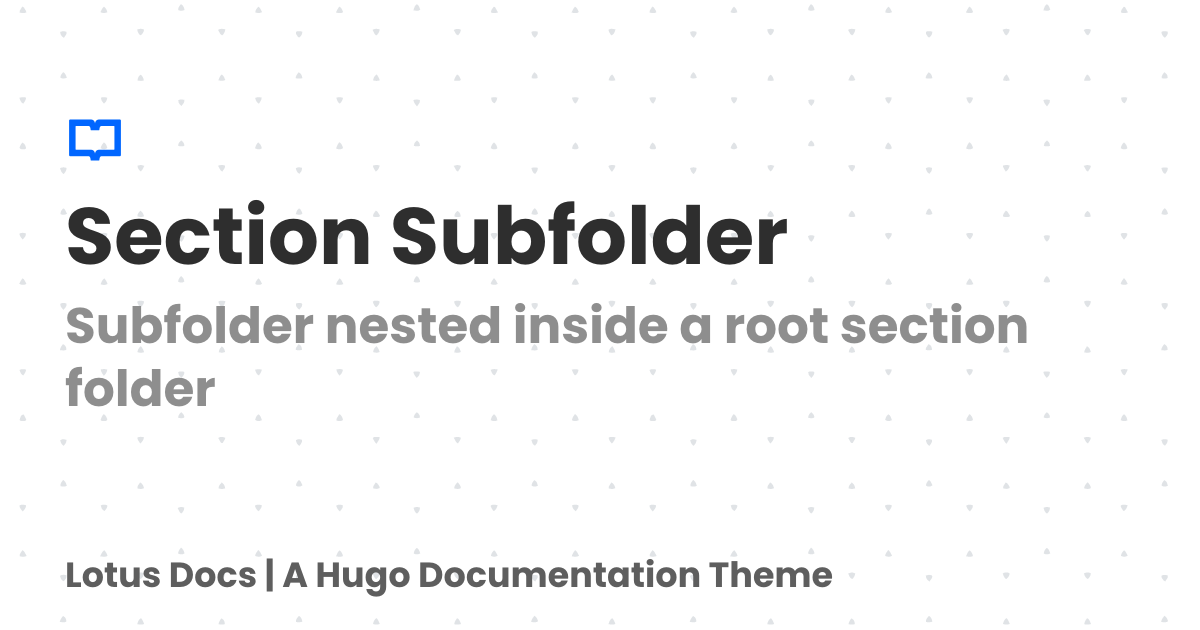 Section Subfolder
Subfolder nested inside a root section
folder
Lotus Docs | A Hugo Documentation Theme